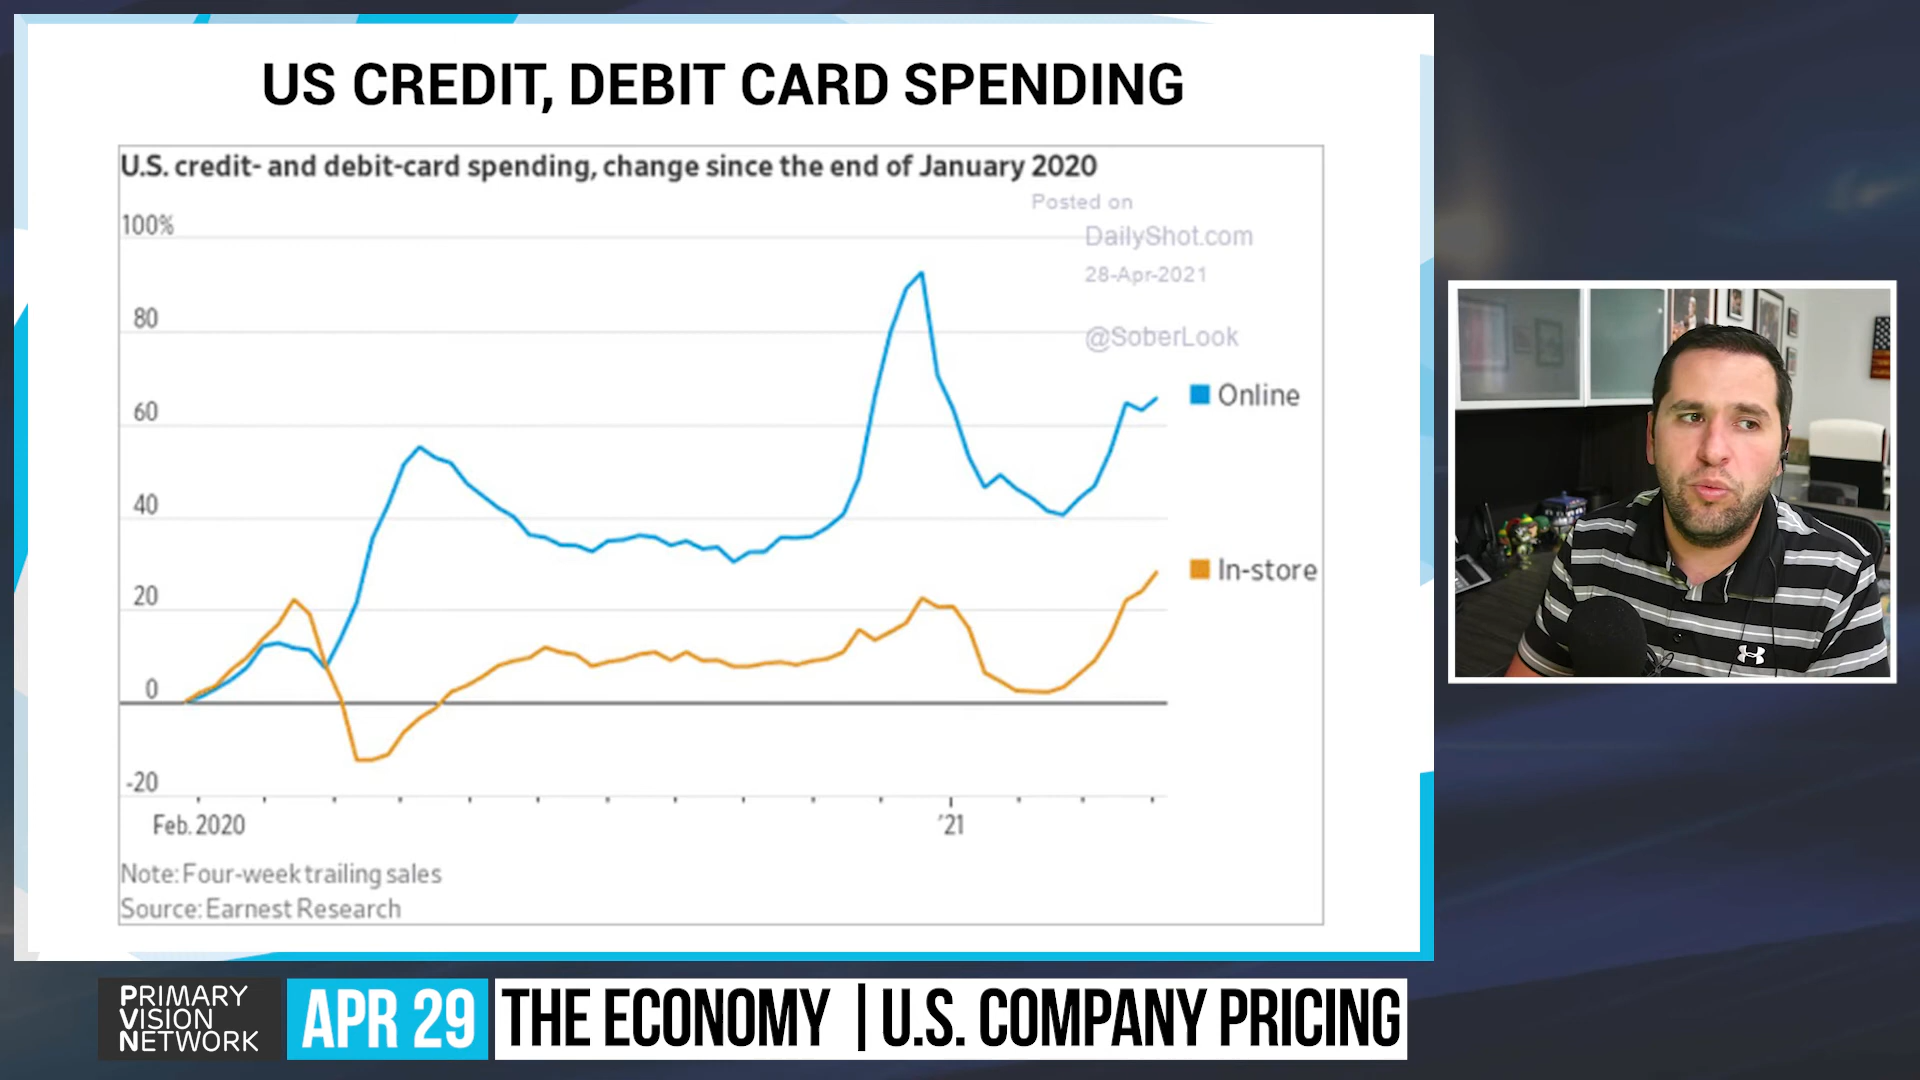 US CREDIT, DEBIT CARD SPENDING
U.S. credit- and debit-card spending, change since the end of January 2020
Posted on
DailyShot.com
28-Apr-2021
@SoberLook
100%
80
60
40
20
0
-20
Online
In-store
Feb. 2020
'21
Note: Four-week trailing sales
Source: Earnest Research
PRIMARY
VISION
NETWORK
APR 29
THE ECONOMY | U.S. COMPANY PRICING